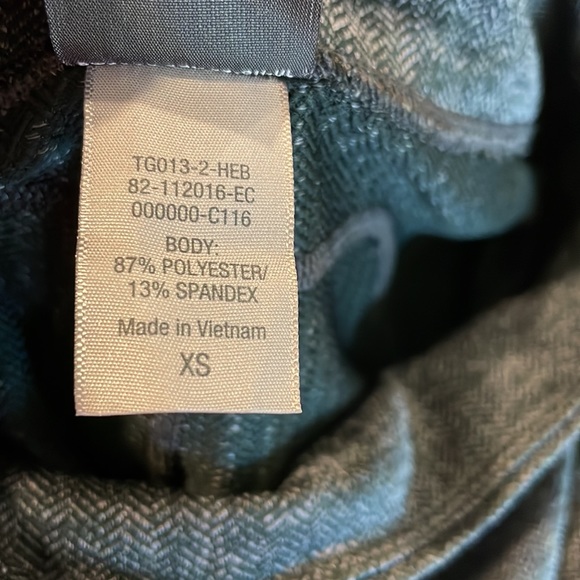 TG013-2-HEB
82-112016-EC
000000-C116
BODY:
87% POLYESTER/
13% SPANDEX
Made in Vietnam
XS